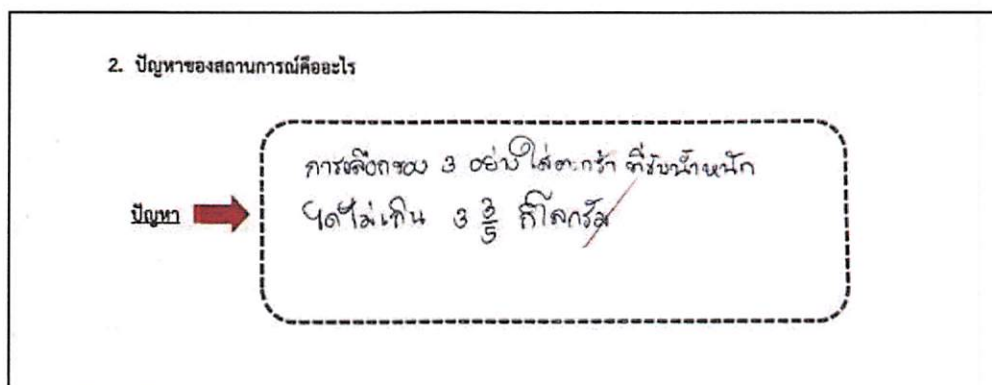 2. ปัญหาของสถานการณ์คืออะไร
การเลือกของ 3 อย่างใส่ตะกร้า ที่รับน้ำหนัก
ปัญหา
ได้ไม่เกิน 3 3/5 กิโลกรัม